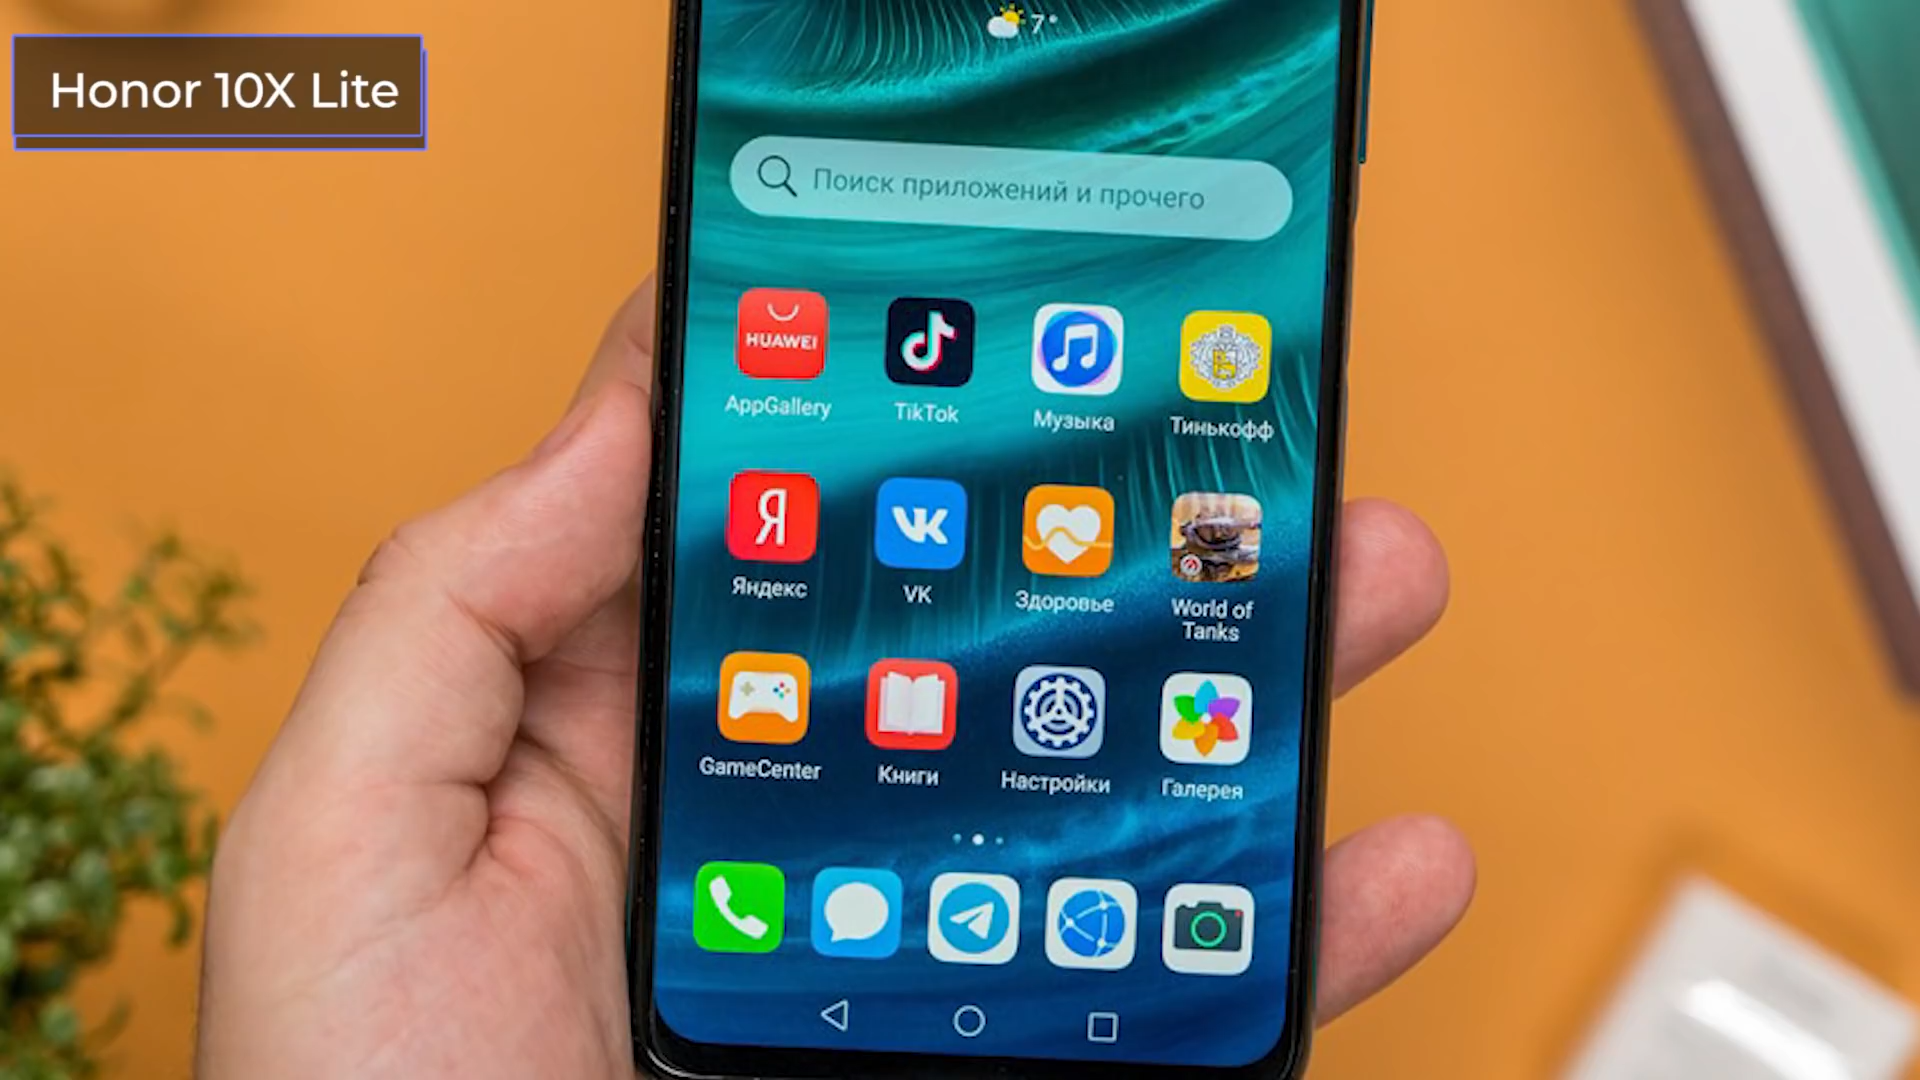 Honor 10X Lite
7°
Поиск приложений и прочего
HUAWEI
AppGallery
TikTok
Музыка
Тинькофф
Я
Яндекс
VK
VK
Здоровье
World of
Tanks
GameCenter
Книги
Настройки
Галерея